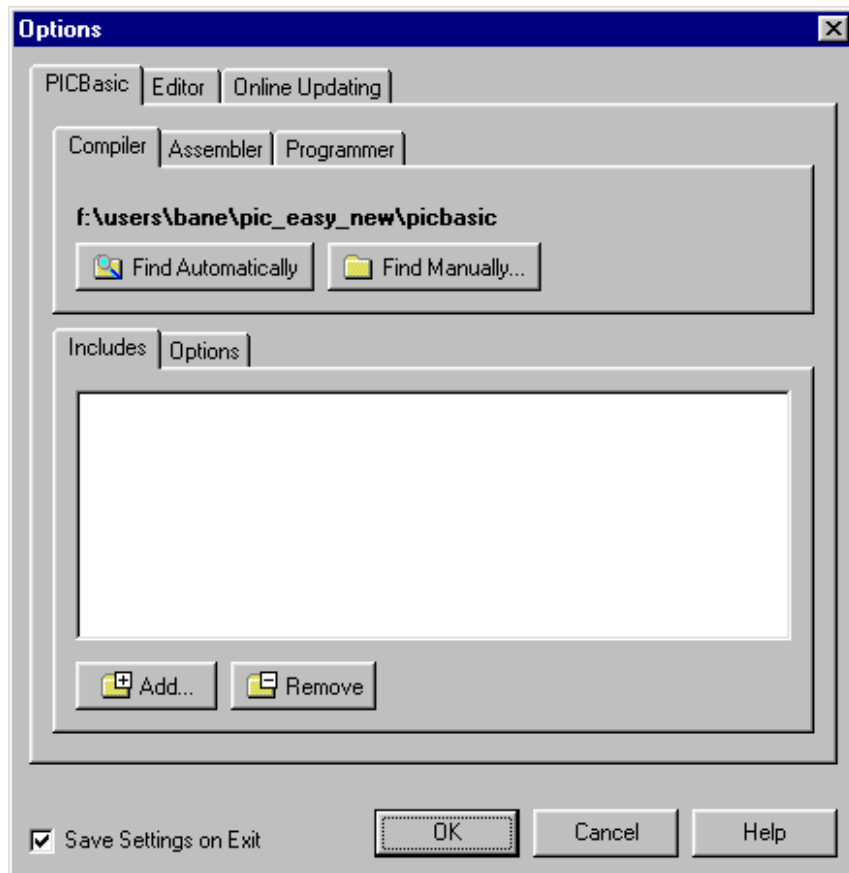 Options
PICBasic Editor Online Updating
Compiler Assembler Programmer
f:\users\bane\pic_easy_new\picbasic
Find Automatically Find Manually...
Includes Options
Add... Remove
Save Settings on Exit OK Cancel Help